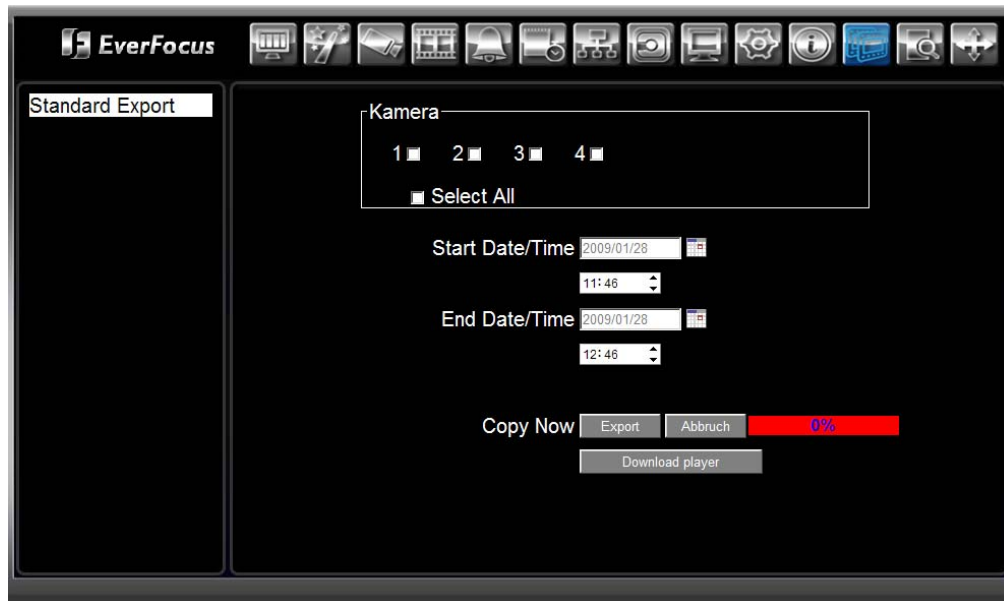 EverFocus
Standard Export
Kamera
1 2 3 4
Select All
Start Date/Time 2009/01/28
11:46
End Date/Time 2009/01/28
12:46
Copy Now Export Abbruch 0%
Download player